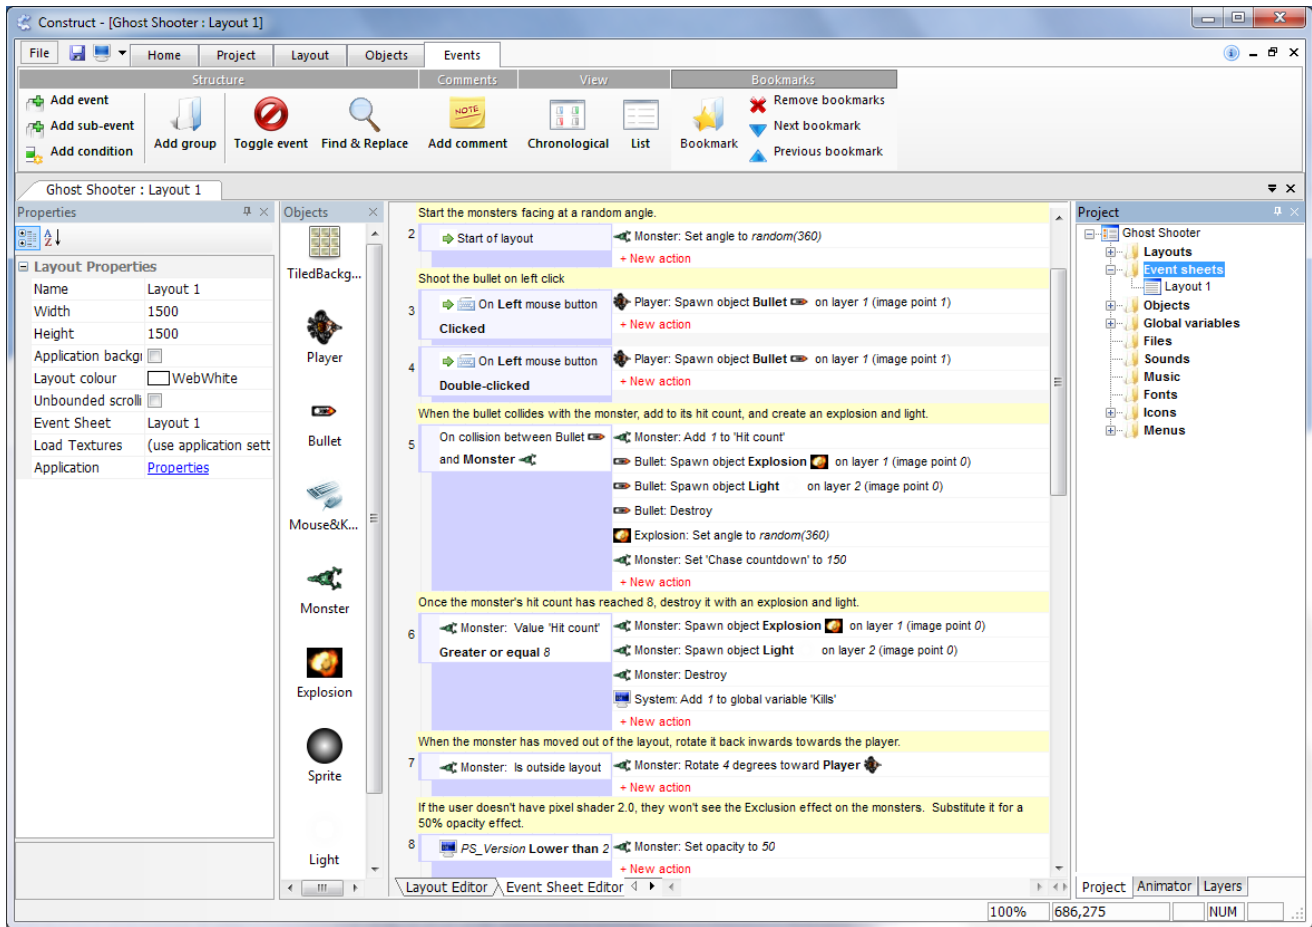 Construct - [Ghost Shooter : Layout 1]
File Home Project Layout Objects Events
Structure Comments View Bookmarks
Add event
Add sub-event
Add condition
Add group
Toggle event
Find & Replace
NOTE
Add comment
Chronological
List
Bookmark
Remove bookmarks
Next bookmark
Previous bookmark
Ghost Shooter : Layout 1
Properties
Layout Properties
Name Layout 1
Width 1500
Height 1500
Application backgr
Layout colour WebWhite
Unbounded scrolli
Event Sheet Layout 1
Load Textures (use application sett
Application Properties
Objects
TiledBackg...
Player
Bullet
Mouse&K...
Monster
Explosion
Sprite
Light
Start the monsters facing at a random angle.
2 Start of layout Monster: Set angle to random(360)
+ New action
Shoot the bullet on left click
3 On Left mouse button Clicked Player: Spawn object Bullet on layer 1 (image point 1)
+ New action
4 On Left mouse button Double-clicked Player: Spawn object Bullet on layer 1 (image point 1)
+ New action
When the bullet collides with the monster, add to its hit count, and create an explosion and light.
5 On collision between Bullet and Monster Monster: Add 1 to 'Hit count'
Bullet: Spawn object Explosion on layer 1 (image point 0)
Bullet: Spawn object Light on layer 2 (image point 0)
Bullet: Destroy
Explosion: Set angle to random(360)
Monster: Set 'Chase countdown' to 150
+ New action
Once the monster's hit count has reached 8, destroy it with an explosion and light.
6 Monster: Value 'Hit count' Greater or equal 8 Monster: Spawn object Explosion on layer 1 (image point 0)
Monster: Spawn object Light on layer 2 (image point 0)
Monster: Destroy
System: Add 1 to global variable 'Kills'
+ New action
When the monster has moved out of the layout, rotate it back inwards towards the player.
7 Monster: Is outside layout Monster: Rotate 4 degrees toward Player
+ New action
If the user doesn't have pixel shader 2.0, they won't see the Exclusion effect on the monsters. Substitute it for a
50% opacity effect.
8 PS_Version Lower than 2 Monster: Set opacity to 50
+ New action
Layout Editor Event Sheet Editor
Project
Ghost Shooter
Layouts
Event sheets
Layout 1
Objects
Global variables
Files
Sounds
Music
Fonts
Icons
Menus
Project Animator Layers
100% 686,275 NUM